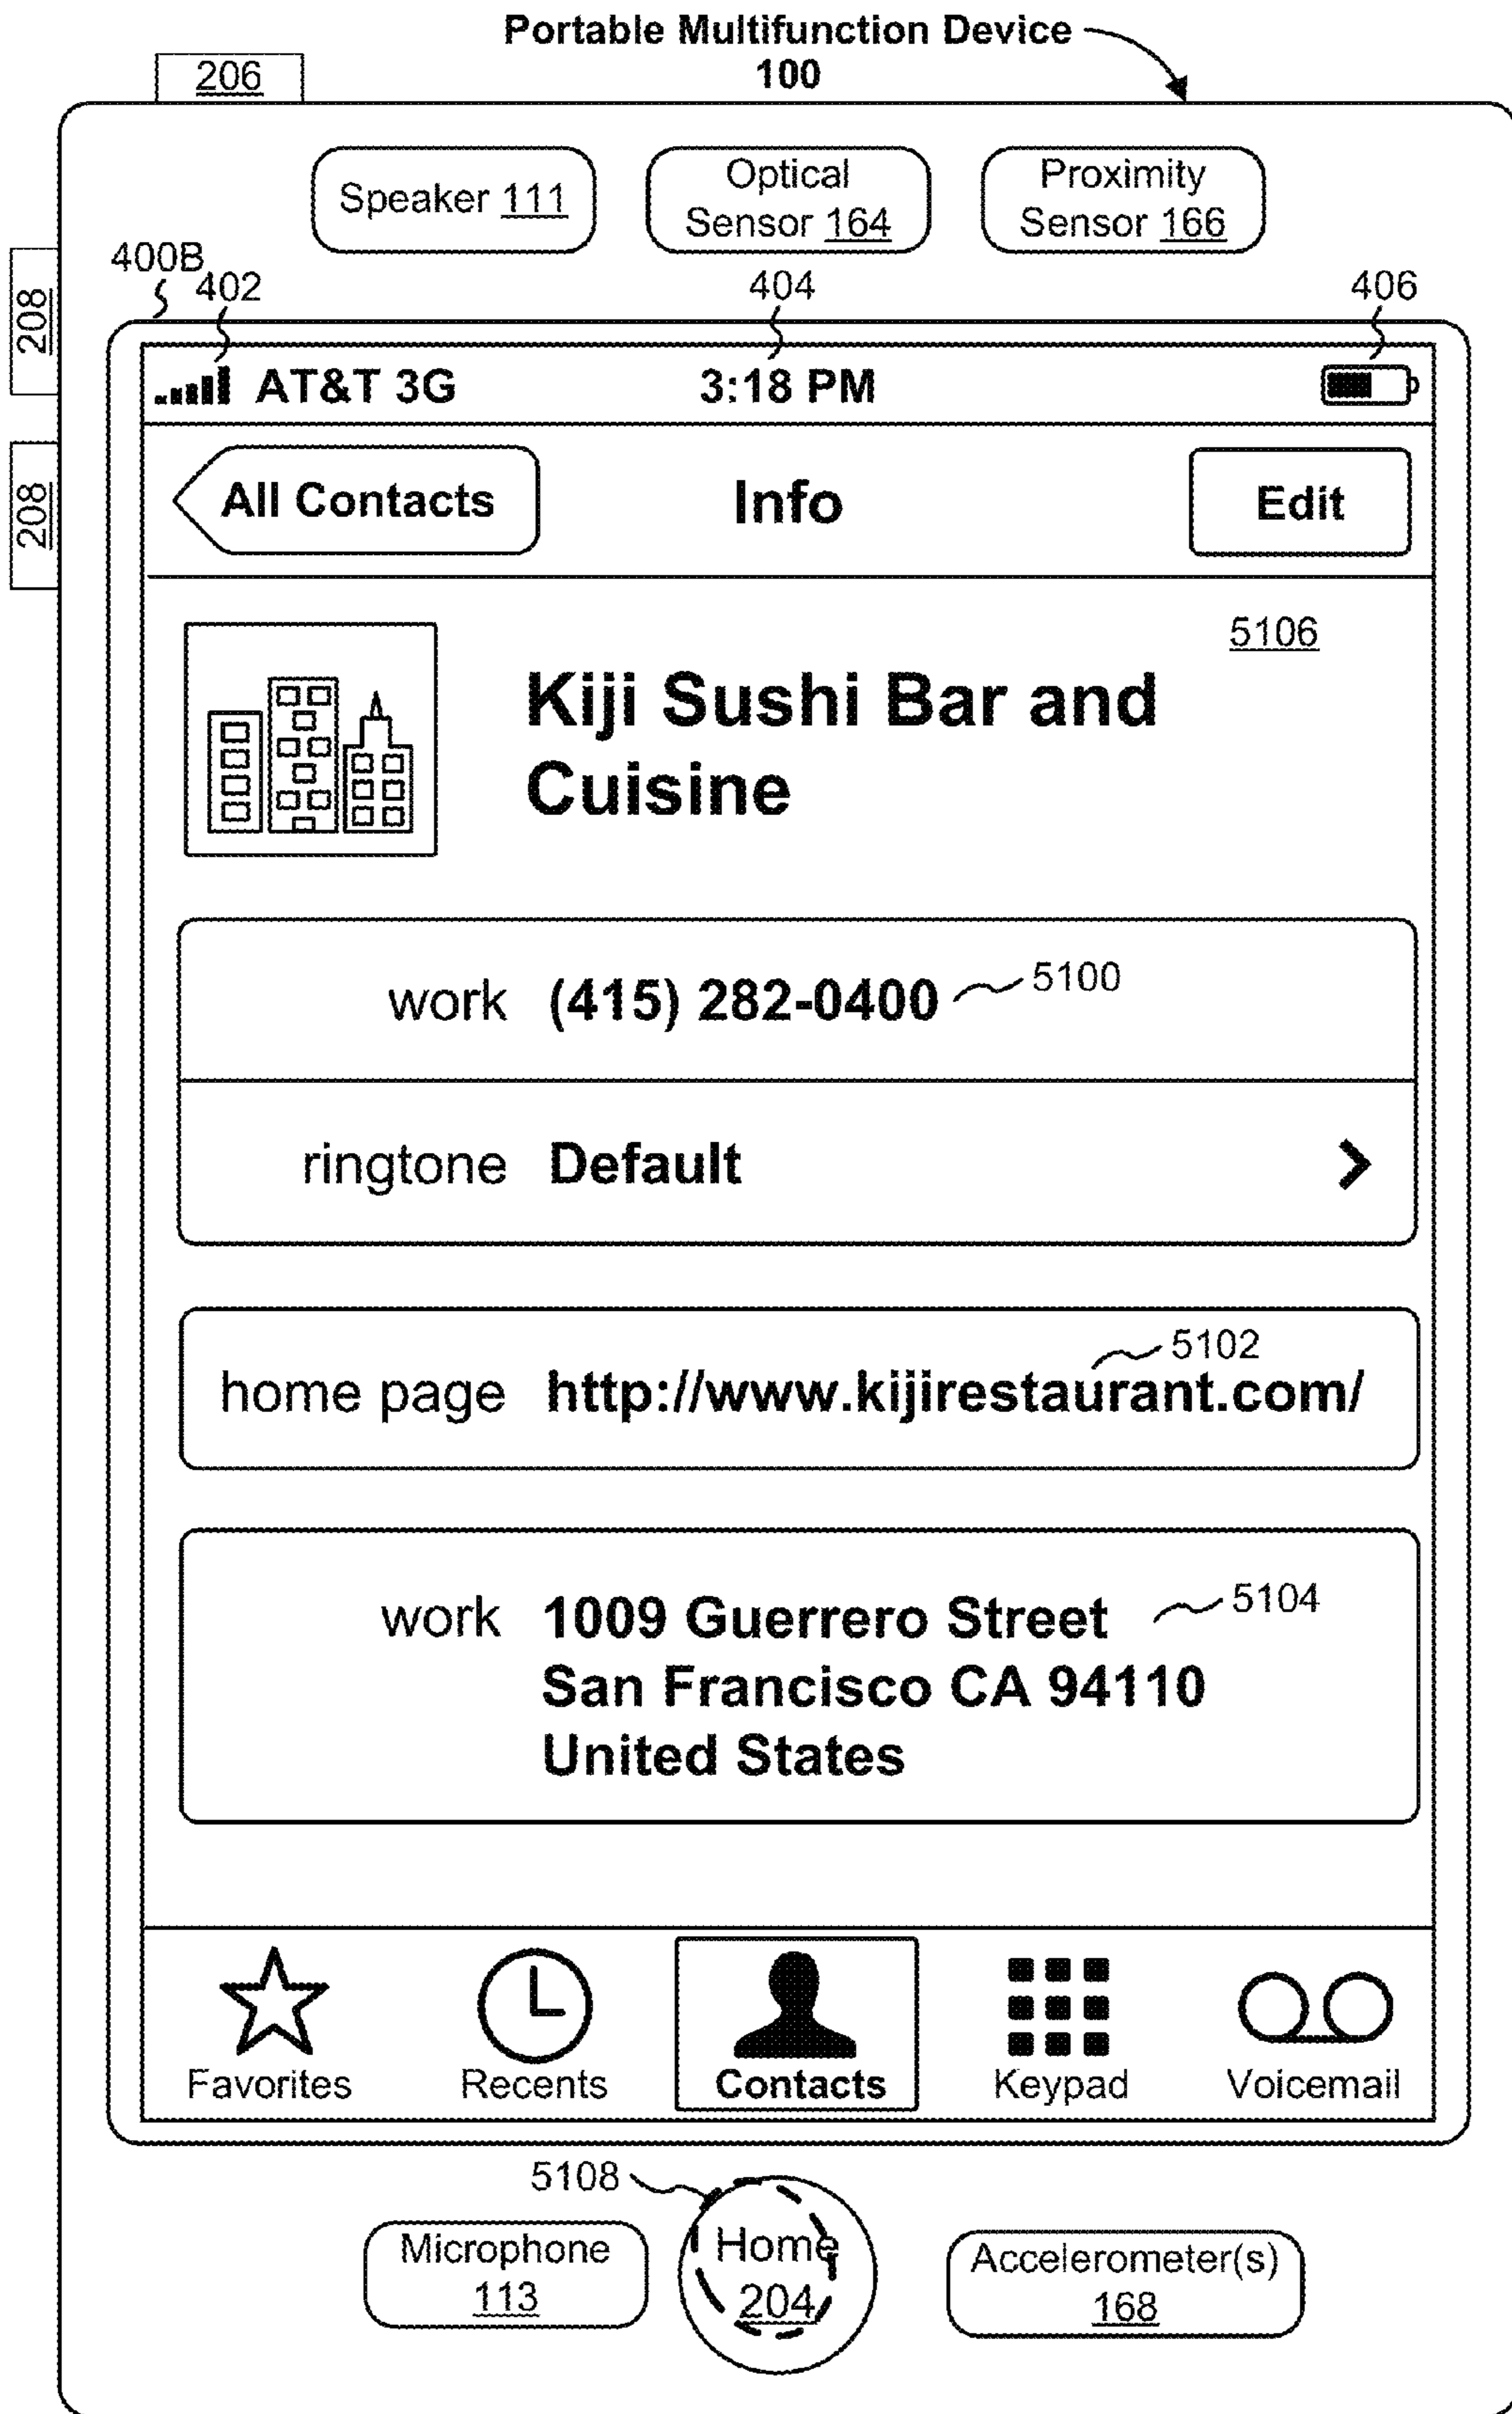 Portable Multifunction Device
100
206
Speaker 111
Optical
Sensor 164
Proximity
Sensor 166
208
208
400B
402
404
406
AT&T 3G
3:18 PM
All Contacts
Info
Edit
5106
Kiji Sushi Bar and
Cuisine
work (415) 282-0400
5100
ringtone Default
5102
home page http://www.kijirestaurant.com/
work 1009 Guerrero Street
5104
San Francisco CA 94110
United States
Favorites
Recents
Contacts
Keypad
Voicemail
5108
Microphone
113
Home
204
Accelerometer(s)
168